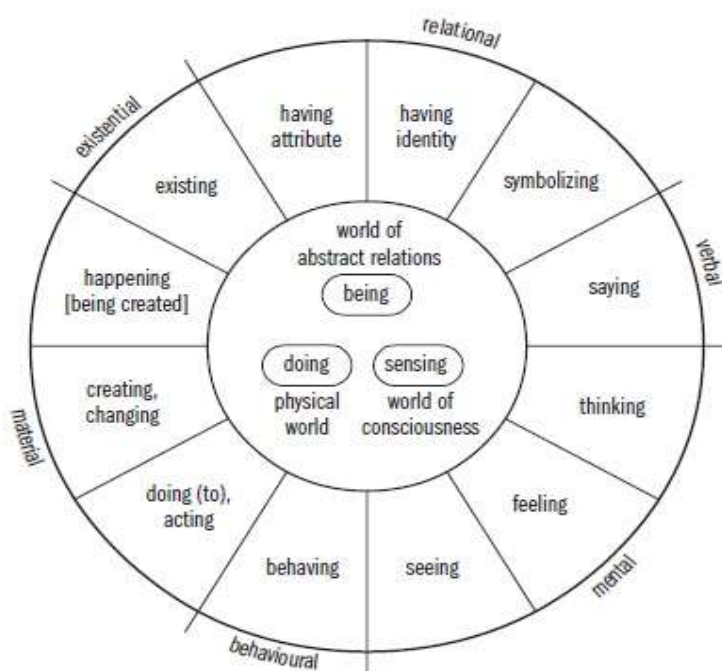 relational
existential
having
attribute
having
identity
existing
symbolizing
world of
abstract relations
being
verbal
happening
[being created]
saying
doing
sensing
physical
world
world of
consciousness
creating,
changing
thinking
material
doing (to),
acting
feeling
behaving
seeing
mental
behavioural